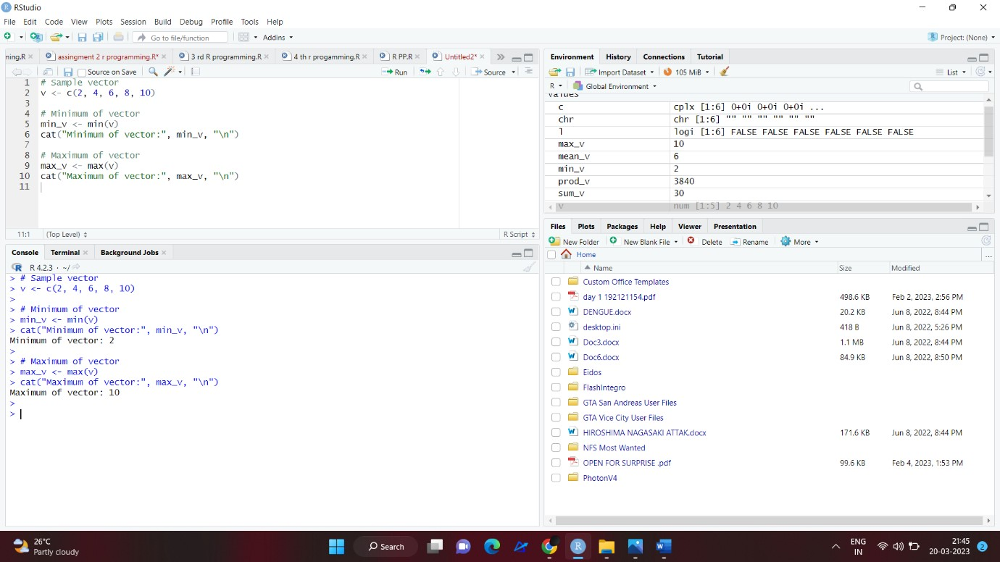 RStudio
File Edit Code View Plots Session Build Debug Profile Tools Help
Go to file/function Addins Project: (None)
ming.R assingment 2 r programming.R* 3 rd R programming.R 4 th r progamming.R R PP.R Untitled2*
Source on Save Run Source
1 # Sample vector
2 v <- c(2, 4, 6, 8, 10)
3
4 # Minimum of vector
5 min_v <- min(v)
6 cat("Minimum of vector:", min_v, "\n")
7
8 # Maximum of vector
9 max_v <- max(v)
10 cat("Maximum of vector:", max_v, "\n")
11
11:1 (Top Level) R Script
Console Terminal Background Jobs
R 4.2.3 · ~/
> # Sample vector
> v <- c(2, 4, 6, 8, 10)
>
> # Minimum of vector
> min_v <- min(v)
> cat("Minimum of vector:", min_v, "\n")
Minimum of vector: 2
>
> # Maximum of vector
> max_v <- max(v)
> cat("Maximum of vector:", max_v, "\n")
Maximum of vector: 10
>
>
Environment History Connections Tutorial
Import Dataset 105 MiB List
R Global Environment
values
c cplx [1:6] 0+0i 0+0i 0+0i ...
chr chr [1:6] "" "" "" "" "" ""
l logi [1:6] FALSE FALSE FALSE FALSE FALSE FALSE
max_v 10
mean_v 6
min_v 2
prod_v 3840
sum_v 30
v num [1:5] 2 4 6 8 10
Files Plots Packages Help Viewer Presentation
New Folder New Blank File Delete Rename More
Home ...
Name Size Modified
Custom Office Templates
day 1 192121154.pdf 498.6 KB Feb 2, 2023, 2:56 PM
DENGUE.docx 20.2 KB Jun 8, 2022, 8:44 PM
desktop.ini 418 B Jun 8, 2022, 5:26 PM
Doc3.docx 1.1 MB Jun 8, 2022, 8:44 PM
Doc6.docx 84.9 KB Jun 8, 2022, 8:50 PM
Eidos
FlashIntegro
GTA San Andreas User Files
GTA Vice City User Files
HIROSHIMA NAGASAKI ATTAK.docx 171.6 KB Jun 8, 2022, 8:44 PM
NFS Most Wanted
OPEN FOR SURPRISE .pdf 99.6 KB Feb 4, 2023, 1:53 PM
PhotonV4
26°C
Partly cloudy
Search
ENG
IN
21:45
20-03-2023
2